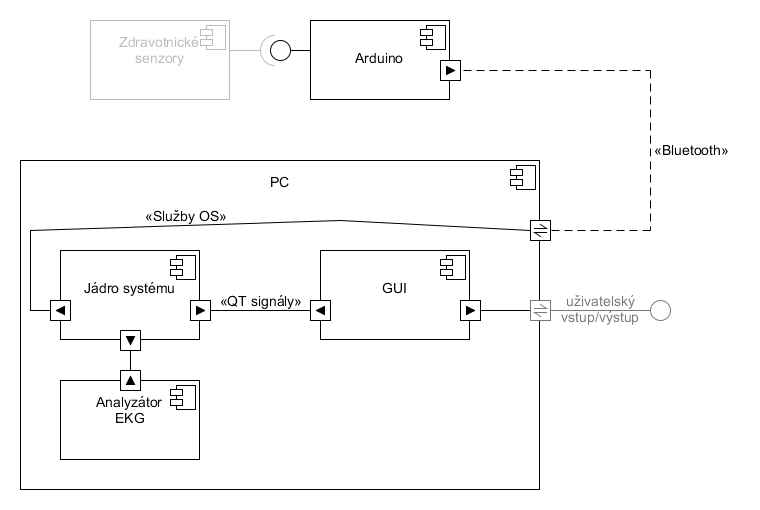 Zdravotnické
senzory
Arduino
«Bluetooth»
PC
«Služby OS»
Jádro systému
«QT signály»
GUI
uživatelský
vstup/výstup
Analyzátor
EKG